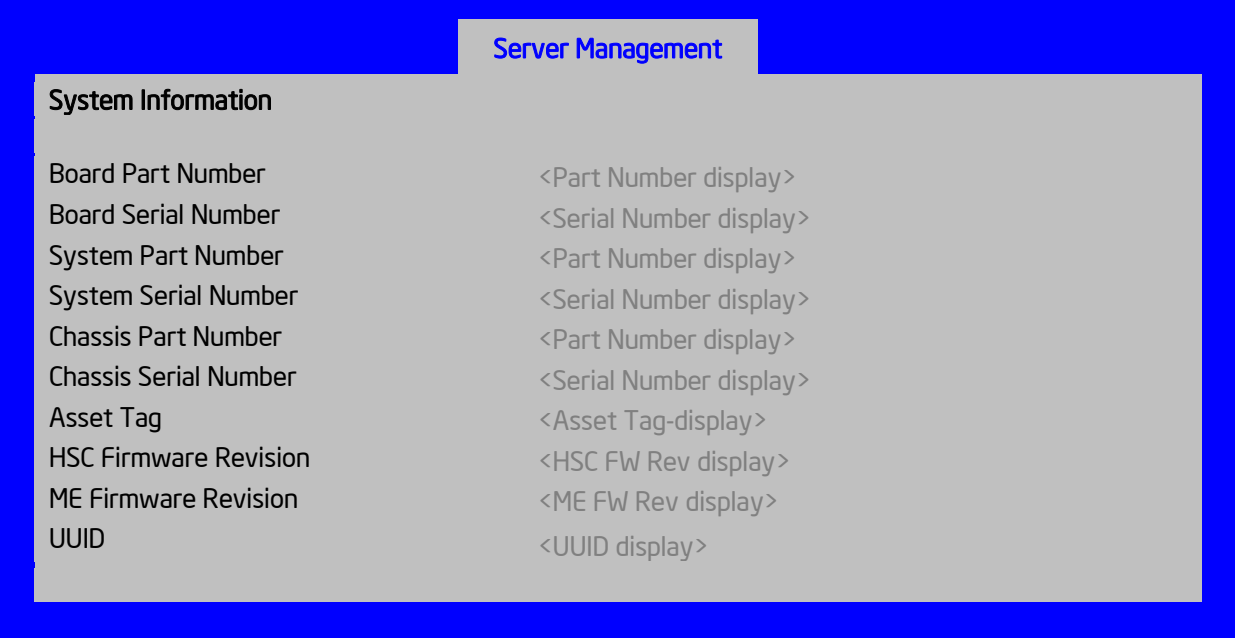 Server Management
System Information
Board Part Number <Part Number display>
Board Serial Number <Serial Number display>
System Part Number <Part Number display>
System Serial Number <Serial Number display>
Chassis Part Number <Part Number display>
Chassis Serial Number <Serial Number display>
Asset Tag <Asset Tag-display>
HSC Firmware Revision <HSC FW Rev display>
ME Firmware Revision <ME FW Rev display>
UUID <UUID display>